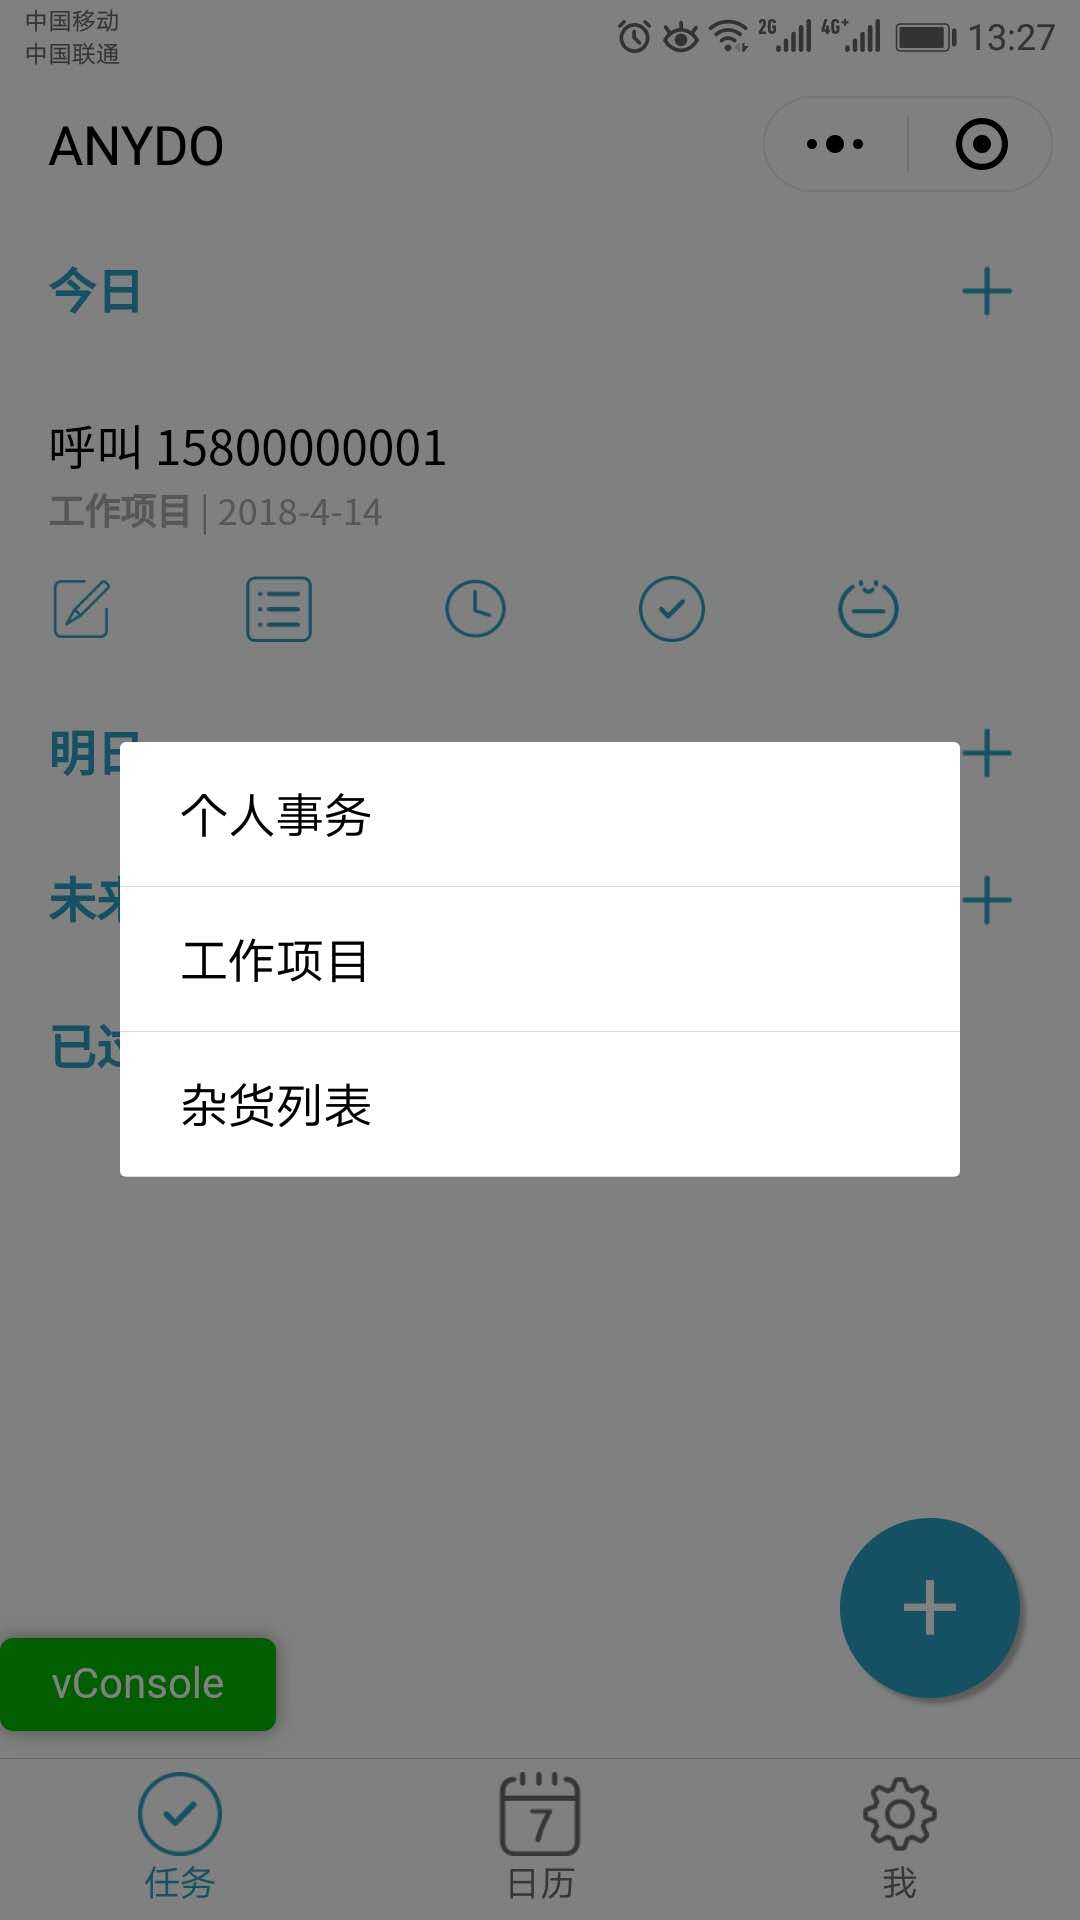 中国移动
中国联通
2G
4G+
13:27
ANYDO
今日
呼叫 15800000001
工作项目 | 2018-4-14
明日
未来
个人事务
工作项目
杂货列表
vConsole
7
任务
日历
我